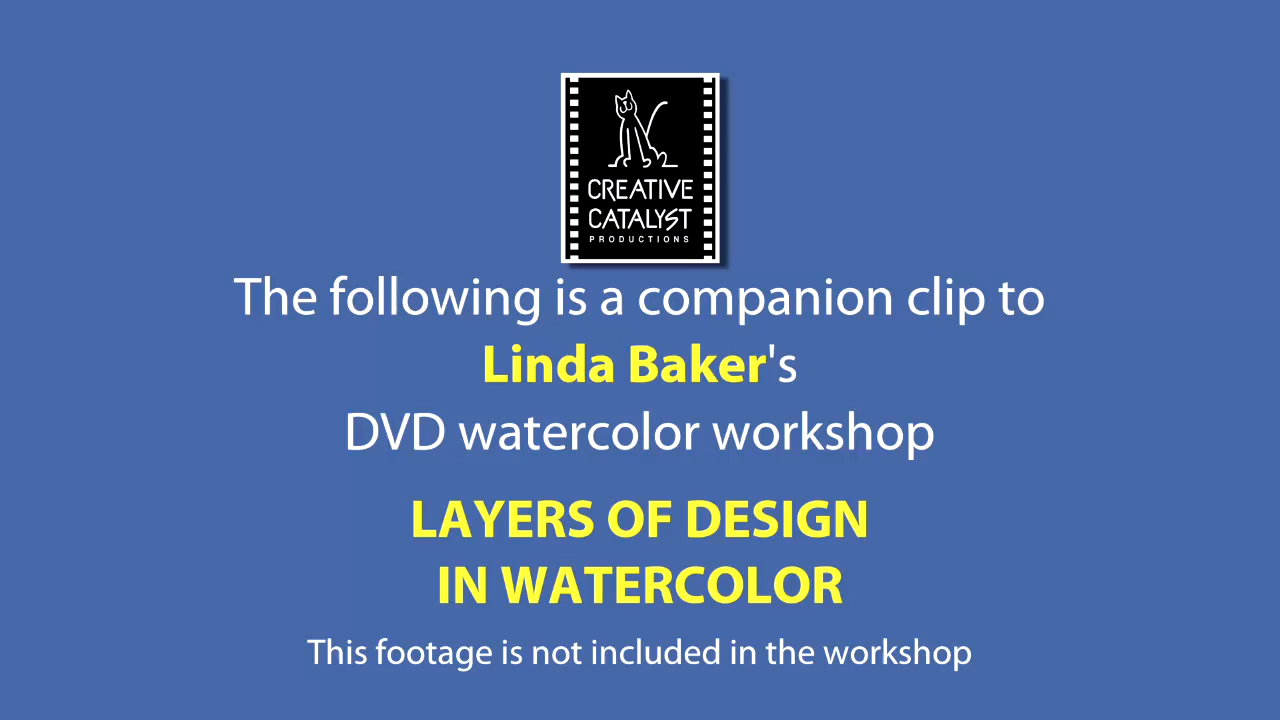 CREATIVE
CATALYST
PRODUCTIONS
The following is a companion clip to
Linda Baker's
DVD watercolor workshop
LAYERS OF DESIGN
IN WATERCOLOR
This footage is not included in the workshop